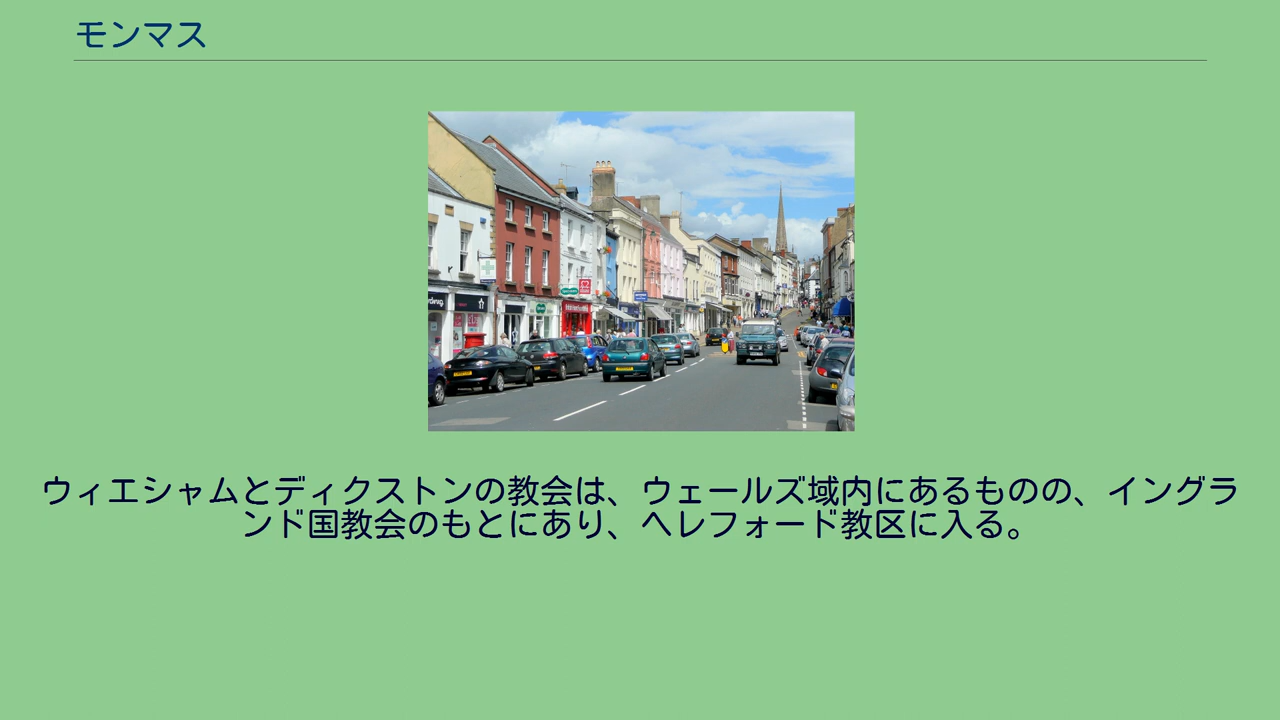 モンマス
ウィエシャムとディクストンの教会は、ウェールズ域内にあるものの、イングラ
ンド国教会のもとにあり、ヘレフォード教区に入る。